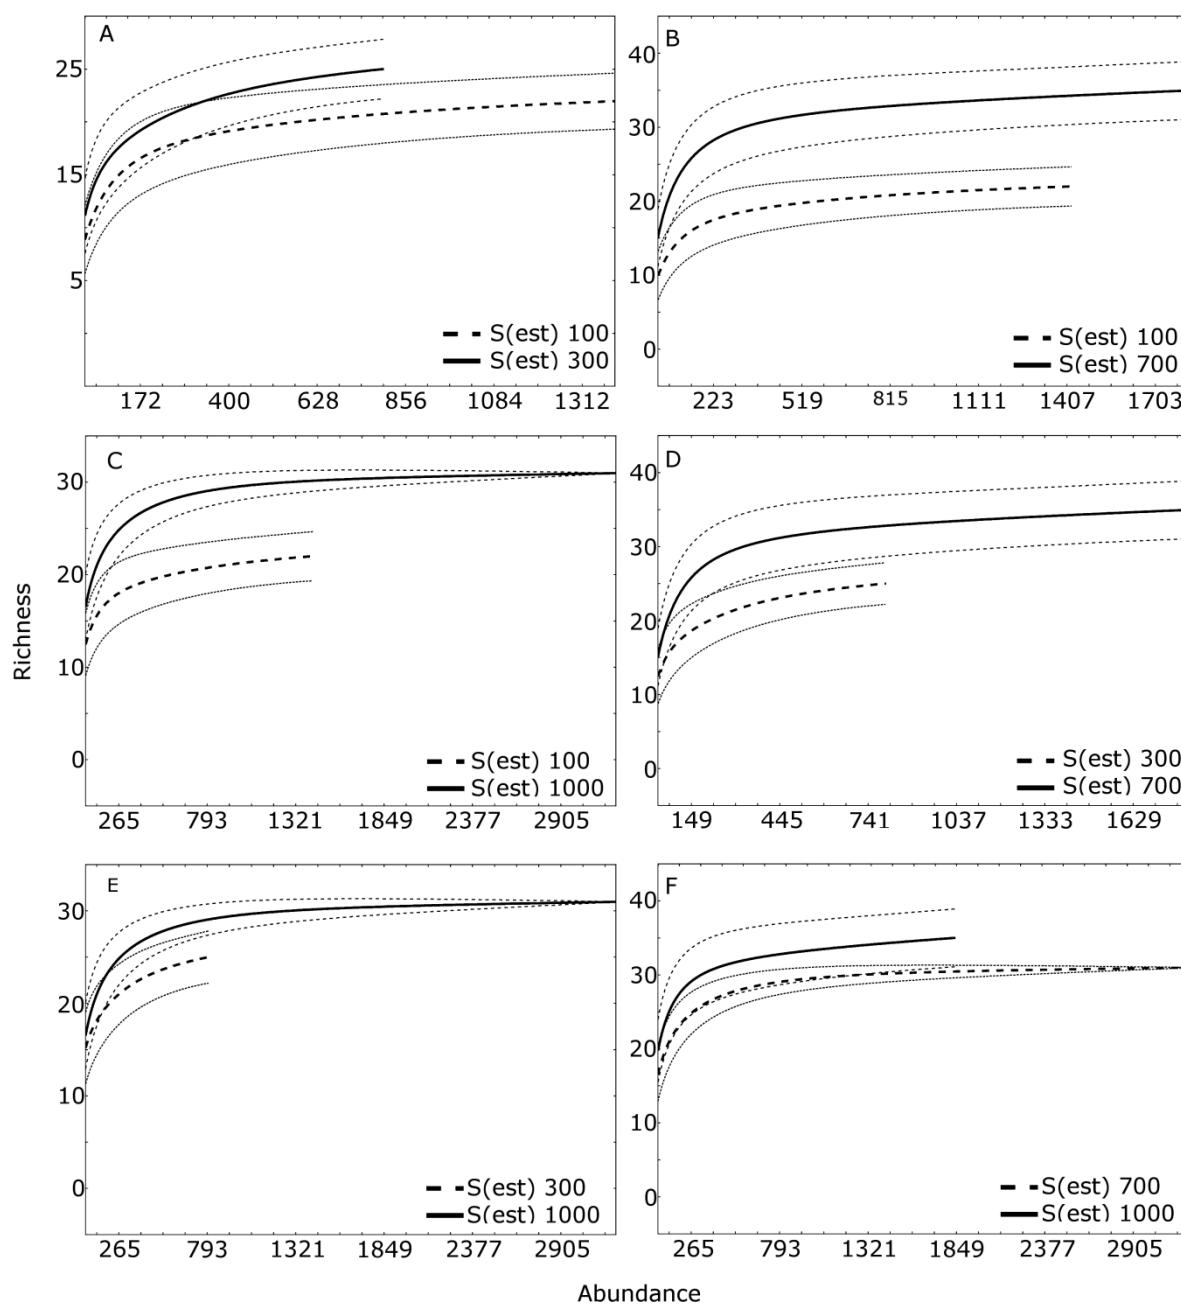 A
25
15
5
S(est) 100
S(est) 300
172 400 628 856 1084 1312
B
40
30
20
10
0
S(est) 100
S(est) 700
223 519 815 1111 1407 1703
C
30
20
10
0
S(est) 100
S(est) 1000
265 793 1321 1849 2377 2905
D
40
30
20
10
0
S(est) 300
S(est) 700
149 445 741 1037 1333 1629
Richness
E
30
20
10
0
S(est) 300
S(est) 1000
265 793 1321 1849 2377 2905
F
40
30
20
10
0
S(est) 700
S(est) 1000
265 793 1321 1849 2377 2905
Abundance